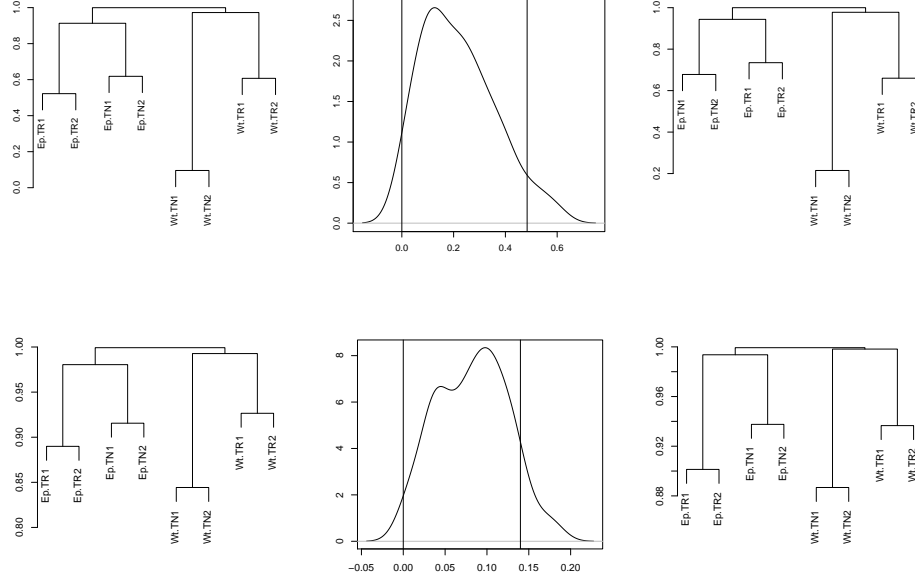 1.0
0.8
0.6
0.4
0.2
0.0
Ep.TR1
Ep.TR2
Ep.TN1
Ep.TN2
Wt.TN1
Wt.TN2
Wt.TR1
Wt.TR2
2.5
2.0
1.5
1.0
0.5
0.0
0.0 0.2 0.4 0.6
1.0
0.8
0.6
0.4
0.2
Ep.TN1
Ep.TN2
Ep.TR1
Ep.TR2
Wt.TN1
Wt.TN2
Wt.TR1
Wt.TR2
1.00
0.95
0.90
0.85
0.80
Ep.TR1
Ep.TR2
Ep.TN1
Ep.TN2
Wt.TN1
Wt.TN2
Wt.TR1
Wt.TR2
8
6
4
2
0
−0.05 0.00 0.05 0.10 0.20
1.00
0.96
0.92
0.88
Ep.TR1
Ep.TR2
Ep.TN1
Ep.TN2
Wt.TN1
Wt.TN2
Wt.TR1
Wt.TR2